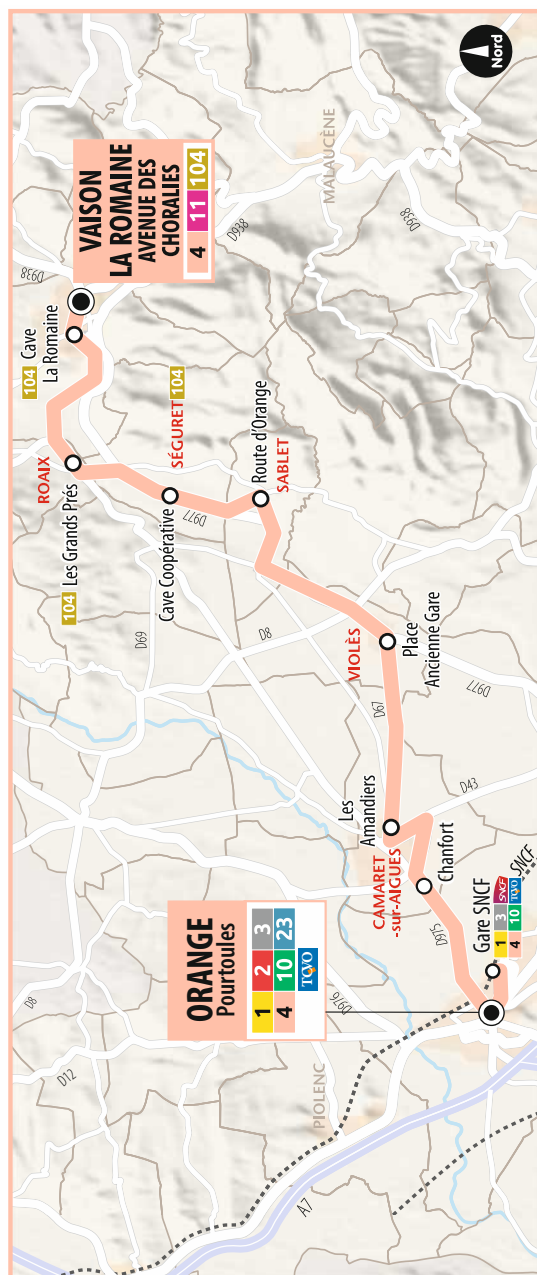 Nord
MALAUCÈNE
VAISON
LA ROMAINE
AVENUE DES
CHORALIES
4 11 104
D938
D938
D938
104 Cave
La Romaine
ROAIX
104 Les Grands Prés
SÉGURET 104
Cave Coopérative
D977
Route d'Orange
SABLET
D69
D8
VIOLÈS
Place
Ancienne Gare
D977
D67
Les
Amandiers
CAMARET
-sur-AIGUES
D43
Chanfort
D975
Gare SNCF
1 3 SNCF
4 10 TCVO
SNCF
ORANGE
Pourtoules
1 2 3
4 10 23
TCVO
D976
D8
D12
PIOLENC
A7